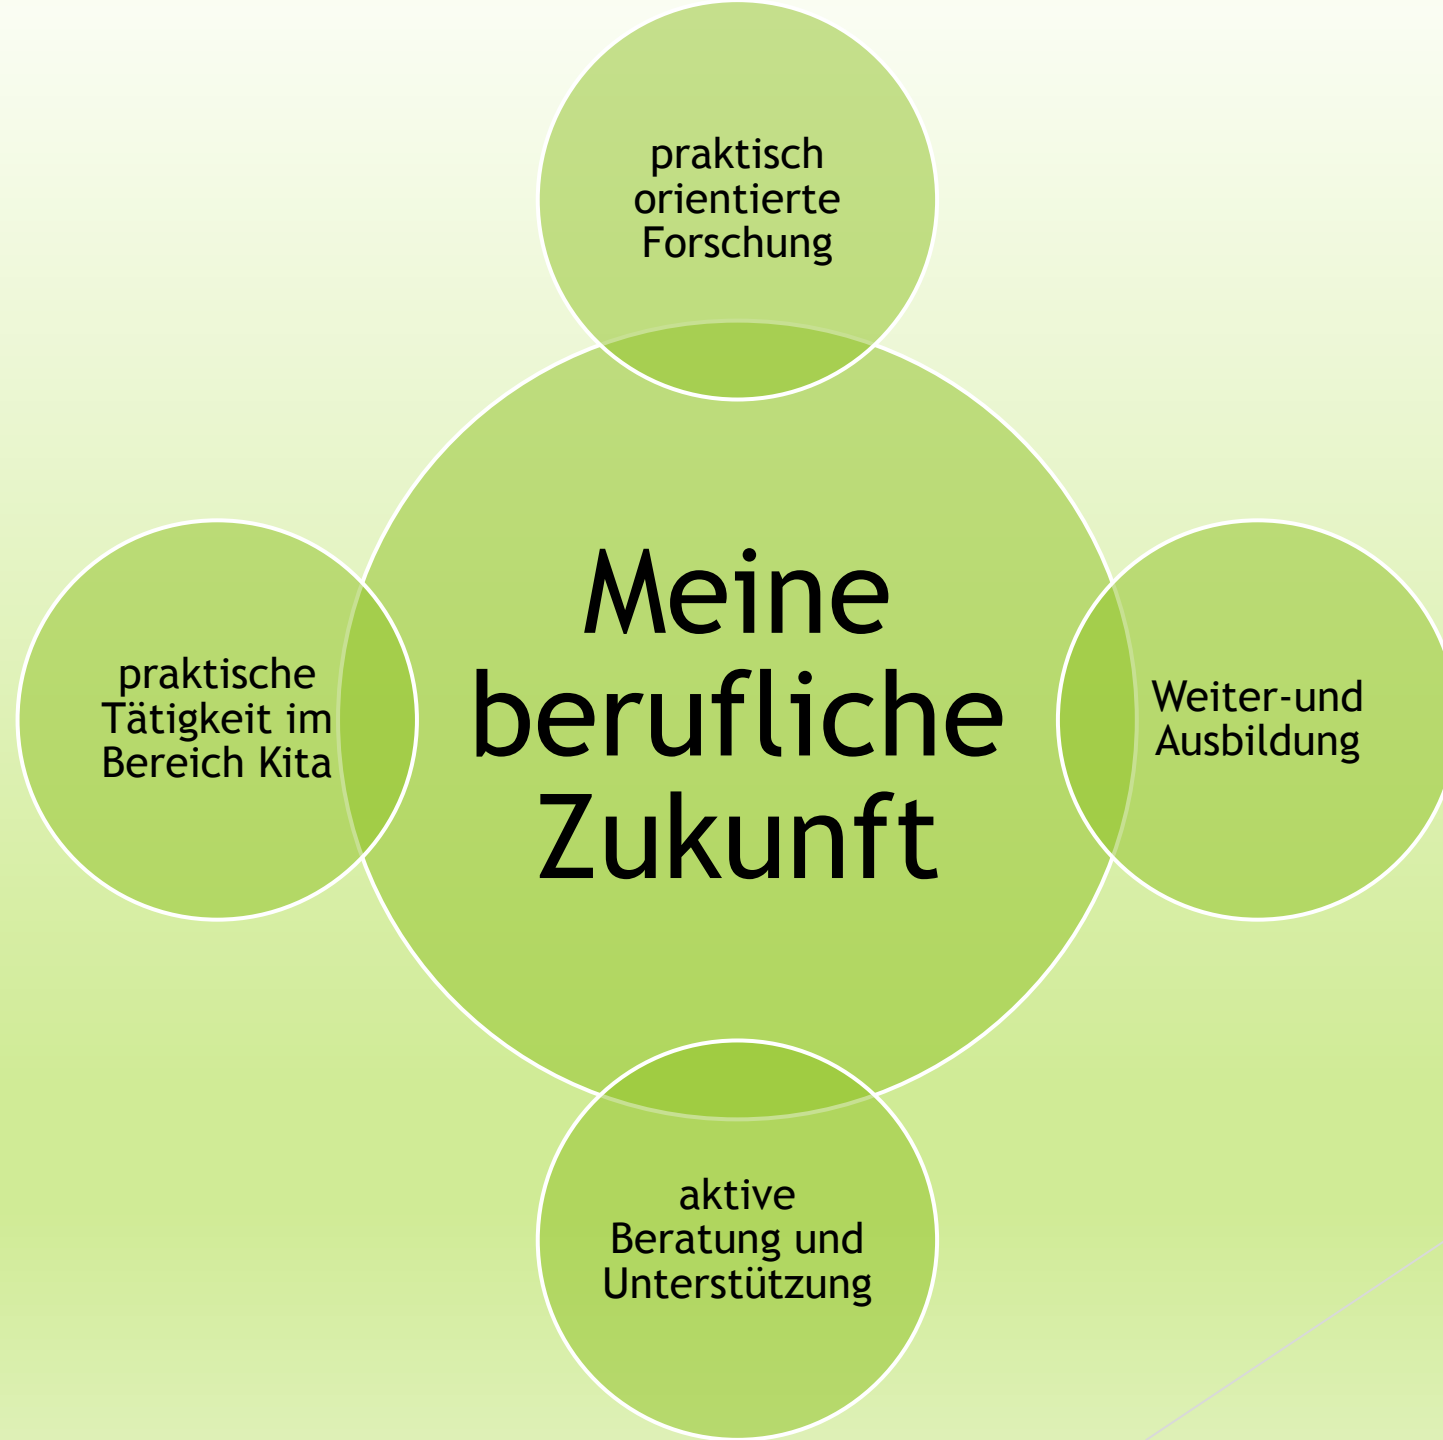 praktisch
orientierte
Forschung
Meine
berufliche
Zukunft
praktische
Tätigkeit im
Bereich Kita
Weiter-und
Ausbildung
aktive
Beratung und
Unterstützung